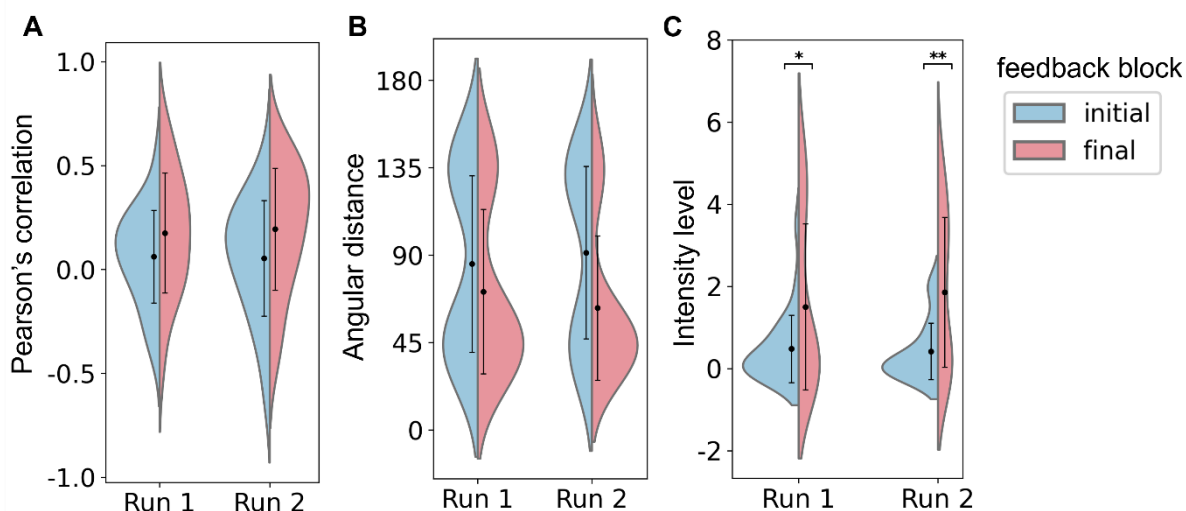 A
Pearson's correlation
1.0
0.5
0.0
-0.5
-1.0
Run 1 Run 2
B
Angular distance
180
135
90
45
0
Run 1 Run 2
C
Intensity level
8
6
4
2
0
-2
* **
Run 1 Run 2
feedback block
initial
final